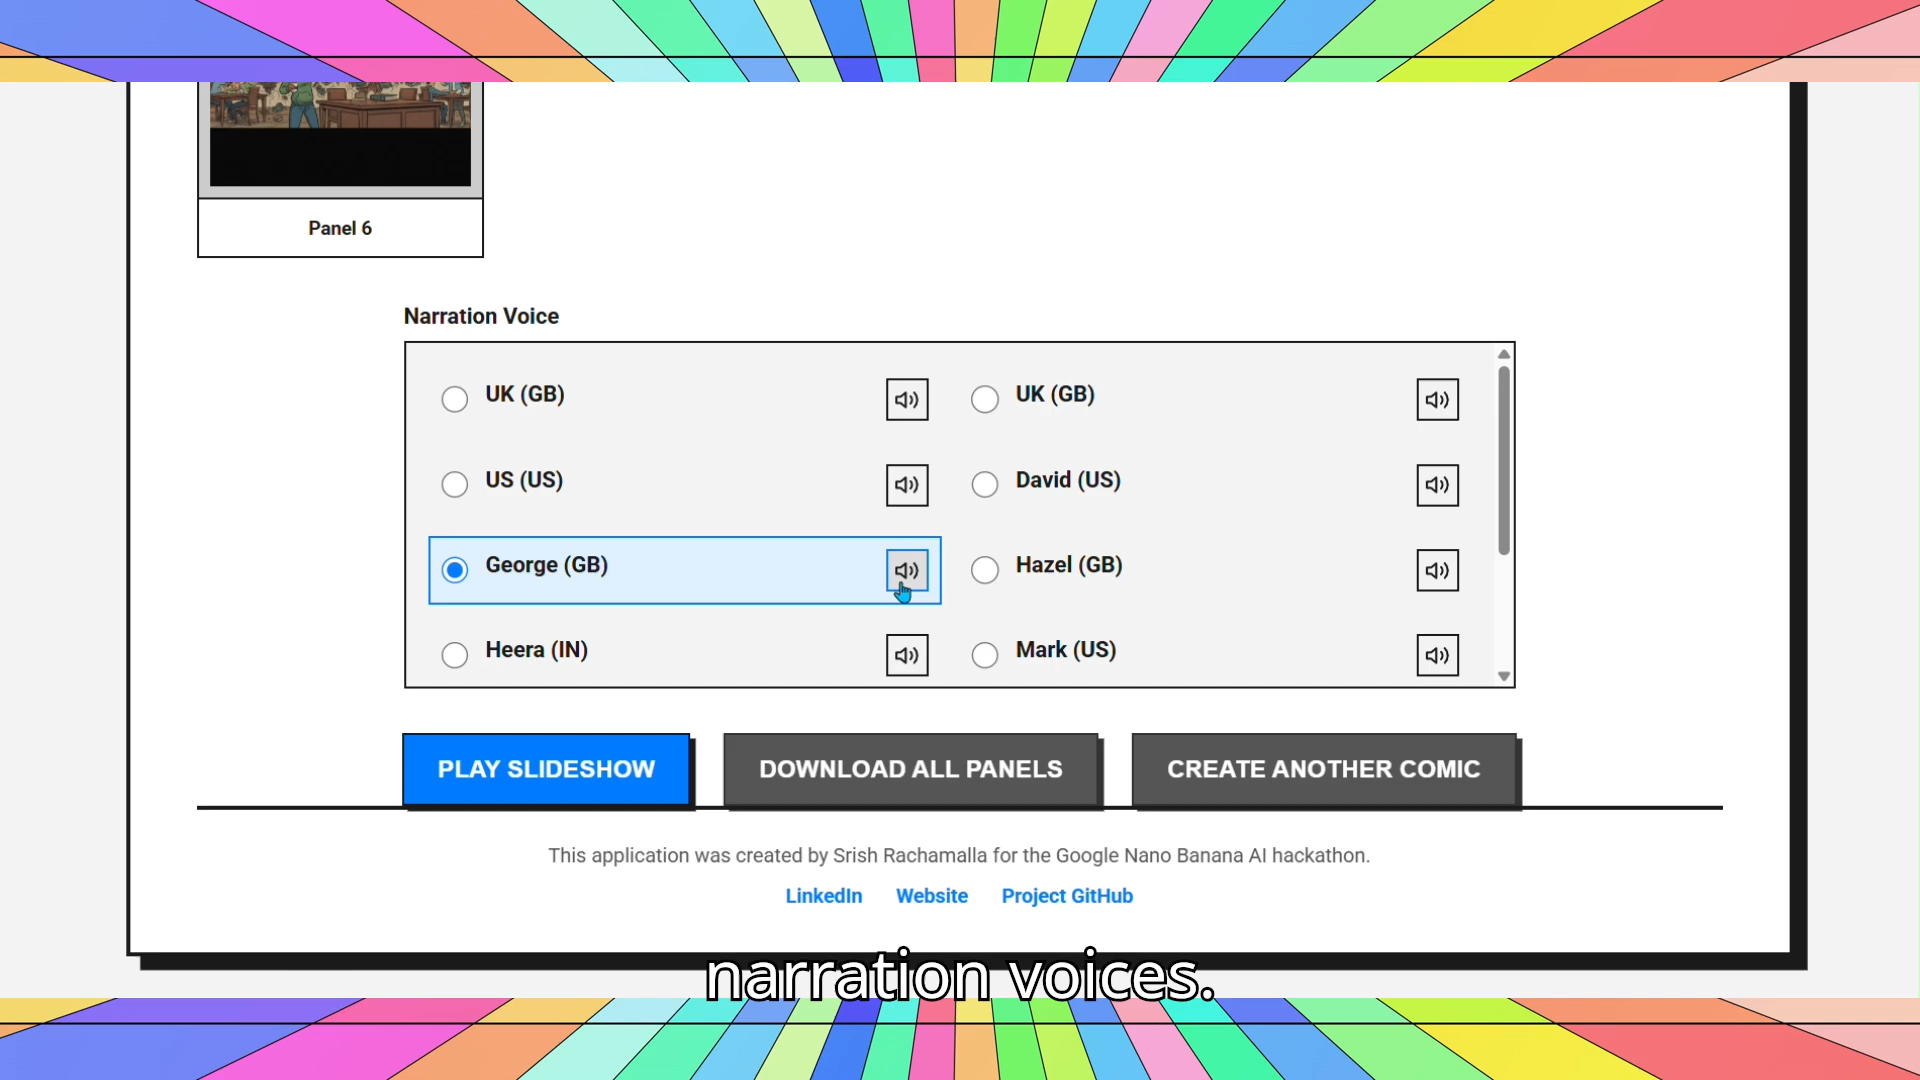 Panel 6
Narration Voice
UK (GB)
UK (GB)
US (US)
David (US)
George (GB)
Hazel (GB)
Heera (IN)
Mark (US)
PLAY SLIDESHOW
DOWNLOAD ALL PANELS
CREATE ANOTHER COMIC
This application was created by Srish Rachamalla for the Google Nano Banana AI hackathon.
LinkedIn Website Project GitHub
narration voices.